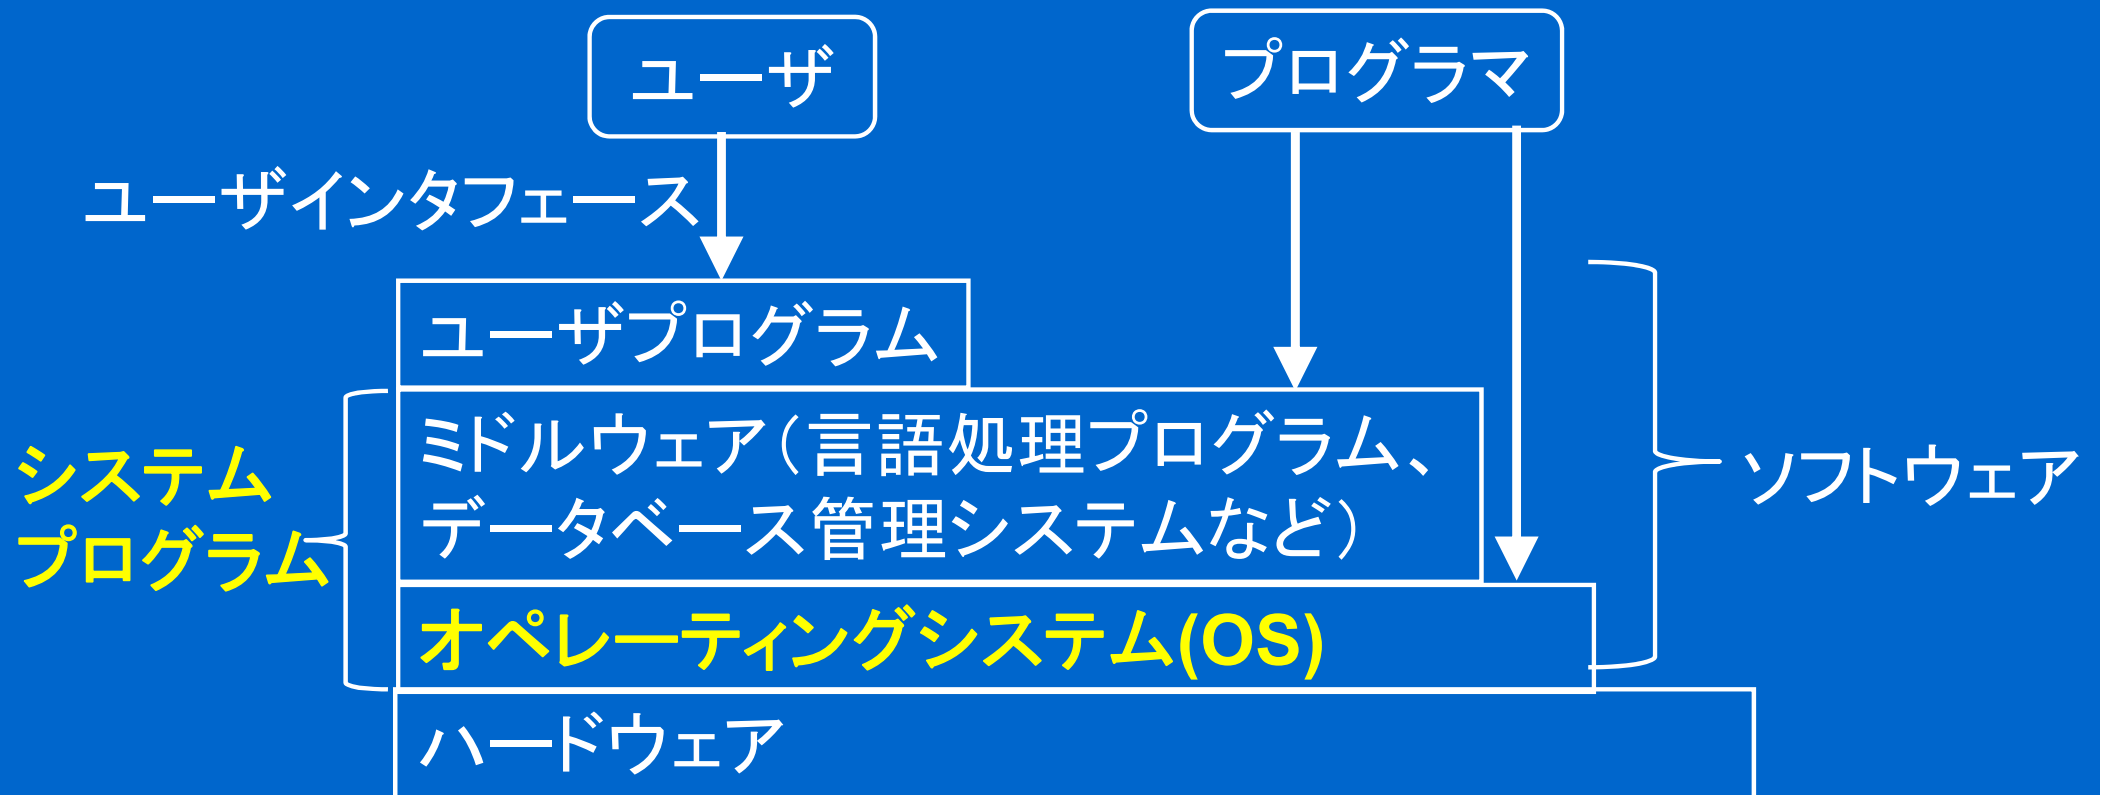 ユーザ
プログラマ
ユーザインタフェース
ユーザプログラム
ミドルウェア(言語処理プログラム、
データベース管理システムなど)
システム
プログラム
ソフトウェア
オペレーティングシステム(OS)
ハードウェア